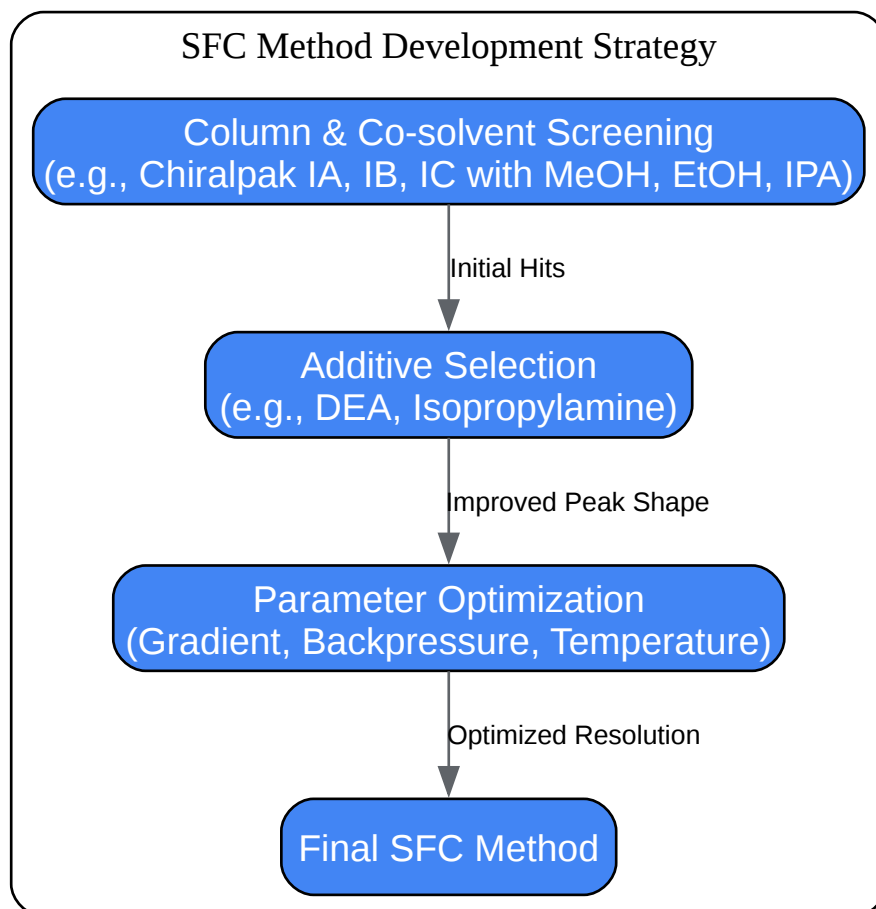 SFC Method Development Strategy
Column & Co-solvent Screening
(e.g., Chiralpak IA, IB, IC with MeOH, EtOH, IPA)
Initial Hits
Additive Selection
(e.g., DEA, Isopropylamine)
Improved Peak Shape
Parameter Optimization
(Gradient, Backpressure, Temperature)
Optimized Resolution
Final SFC Method